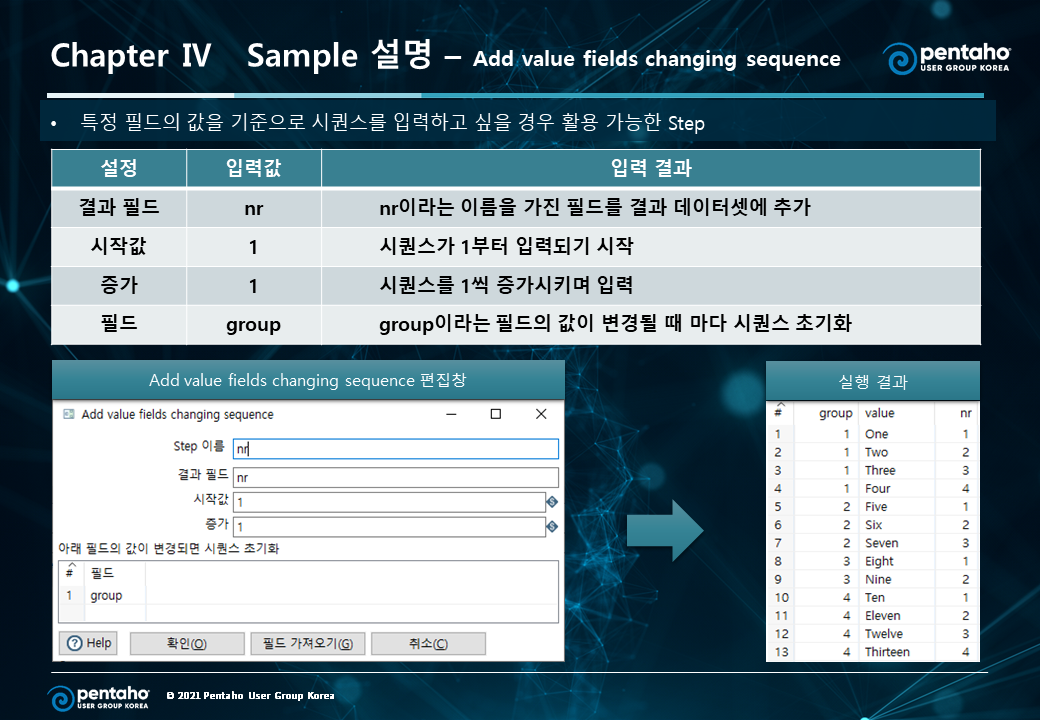 Chapter Ⅳ Sample 설명 – Add value fields changing sequence
pentaho
USER GROUP KOREA
• 특정 필드의 값을 기준으로 시퀀스를 입력하고 싶을 경우 활용 가능한 Step
설정 입력값 입력 결과
결과 필드 nr nr이라는 이름을 가진 필드를 결과 데이터셋에 추가
시작값 1 시퀀스가 1부터 입력되기 시작
증가 1 시퀀스를 1씩 증가시키며 입력
필드 group group이라는 필드의 값이 변경될 때 마다 시퀀스 초기화
Add value fields changing sequence 편집창
Add value fields changing sequence
Step 이름 nr
결과 필드 nr
시작값 1
증가 1
아래 필드의 값이 변경되면 시퀀스 초기화
# 필드
1 group
Help 확인(O) 필드 가져오기(G) 취소(C)
실행 결과
# group value nr
1 1 One 1
2 1 Two 2
3 1 Three 3
4 1 Four 4
5 2 Five 1
6 2 Six 2
7 2 Seven 3
8 3 Eight 1
9 3 Nine 2
10 4 Ten 1
11 4 Eleven 2
12 4 Twelve 3
13 4 Thirteen 4
pentaho
USER GROUP KOREA
© 2021 Pentaho User Group Korea